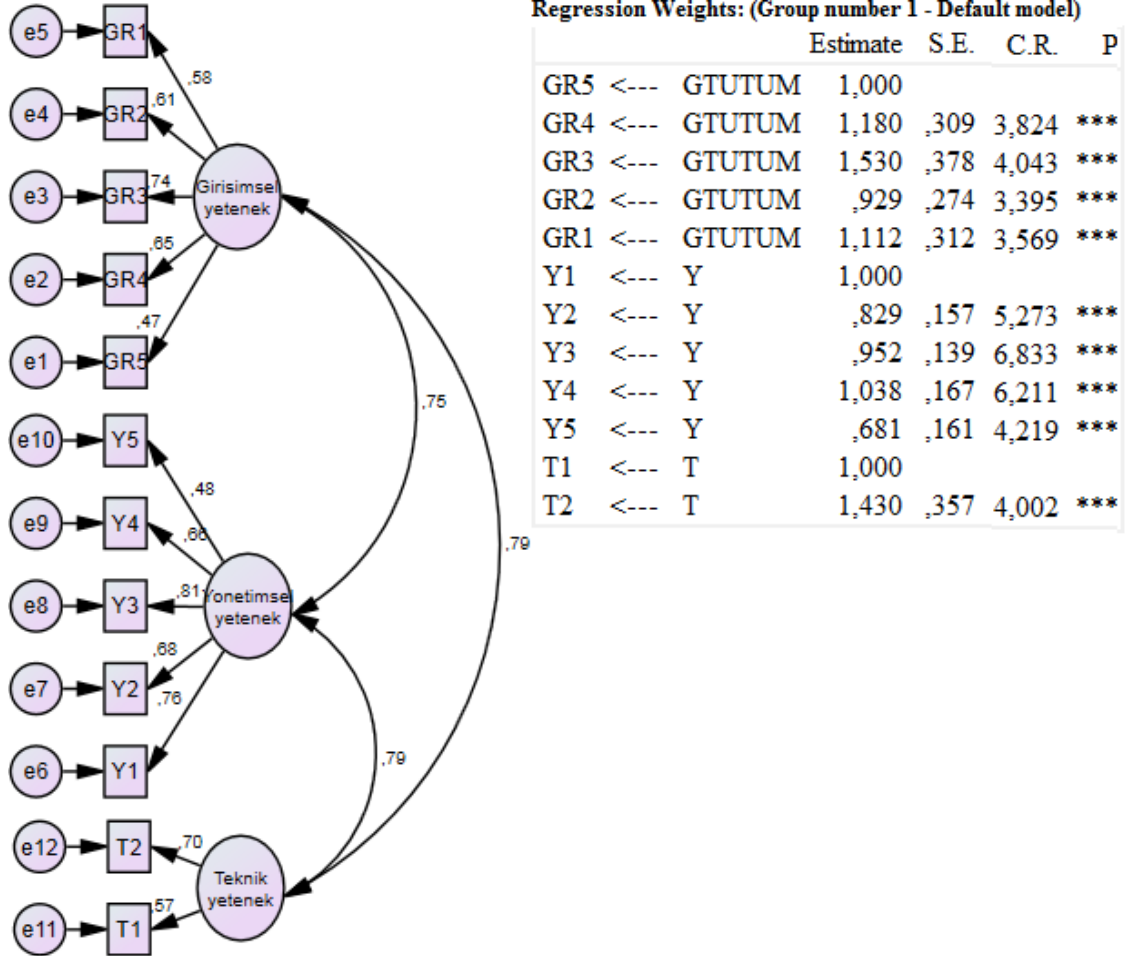 e5
GR1
,58
e4
GR2
,61
e3
GR3
,74
Girisimsel
yetenek
e2
GR4
,65
e1
GR5
,47
,75
e10
Y5
,48
e9
Y4
,66
e8
Y3
,81
Yonetimsel
yetenek
,79
e7
Y2
,68
e6
Y1
,76
,79
e12
T2
,70
Teknik
yetenek
e11
T1
,57
Regression Weights: (Group number 1 - Default model)
Estimate S.E. C.R. P
GR5 <--- GTUTUM 1,000
GR4 <--- GTUTUM 1,180 ,309 3,824 ***
GR3 <--- GTUTUM 1,530 ,378 4,043 ***
GR2 <--- GTUTUM ,929 ,274 3,395 ***
GR1 <--- GTUTUM 1,112 ,312 3,569 ***
Y1 <--- Y 1,000
Y2 <--- Y ,829 ,157 5,273 ***
Y3 <--- Y ,952 ,139 6,833 ***
Y4 <--- Y 1,038 ,167 6,211 ***
Y5 <--- Y ,681 ,161 4,219 ***
T1 <--- T 1,000
T2 <--- T 1,430 ,357 4,002 ***